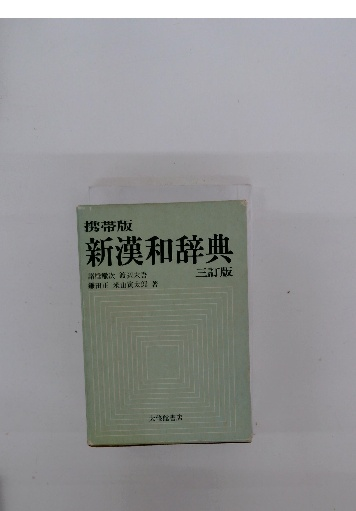 携帯版
新漢和辞典
三訂版
諸橋轍次 渡辺末吾
鎌田正 米山寅太郎 著
大修館書店